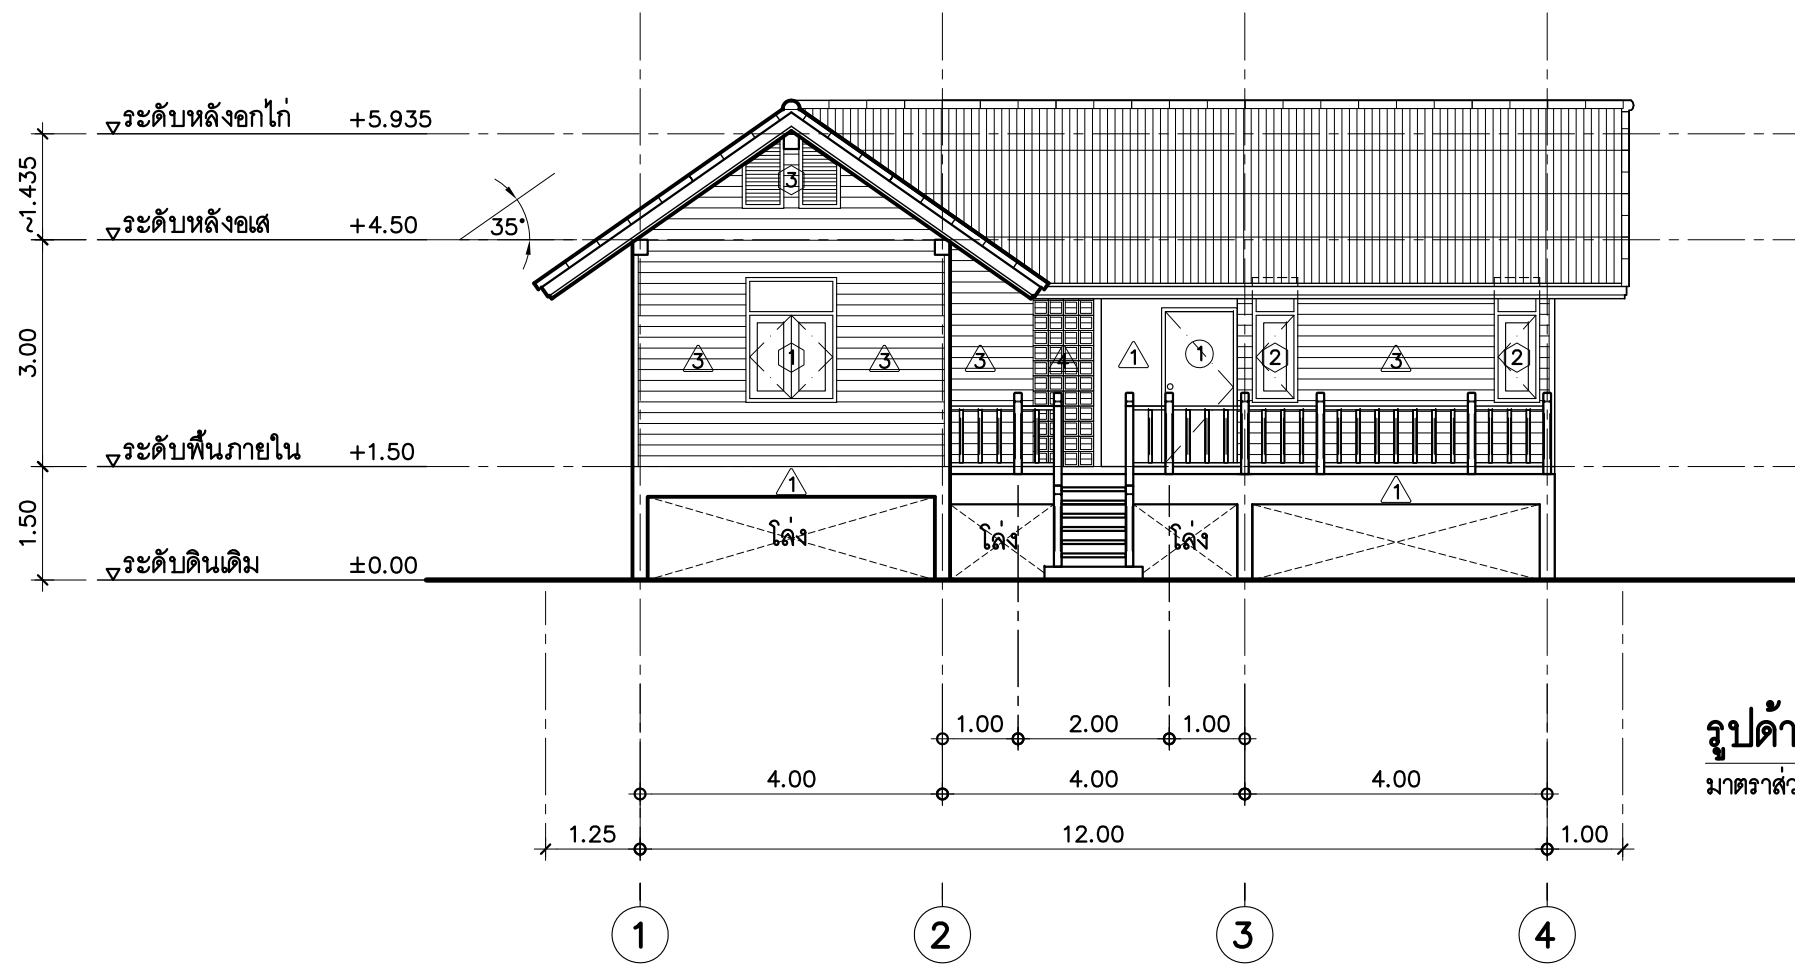 ระดับหลังอกไก่ +5.935
~1.435
ระดับหลังอเส +4.50
35°
3
3.00
3 1 3 3 4 1 1 2 3 2
ระดับพื้นภายใน +1.50
1 1
1.50
โล่ง โล่ง โล่ง
ระดับดินเดิม ±0.00
1.00 2.00 1.00
4.00 4.00 4.00
1.25 12.00 1.00
1 2 3 4